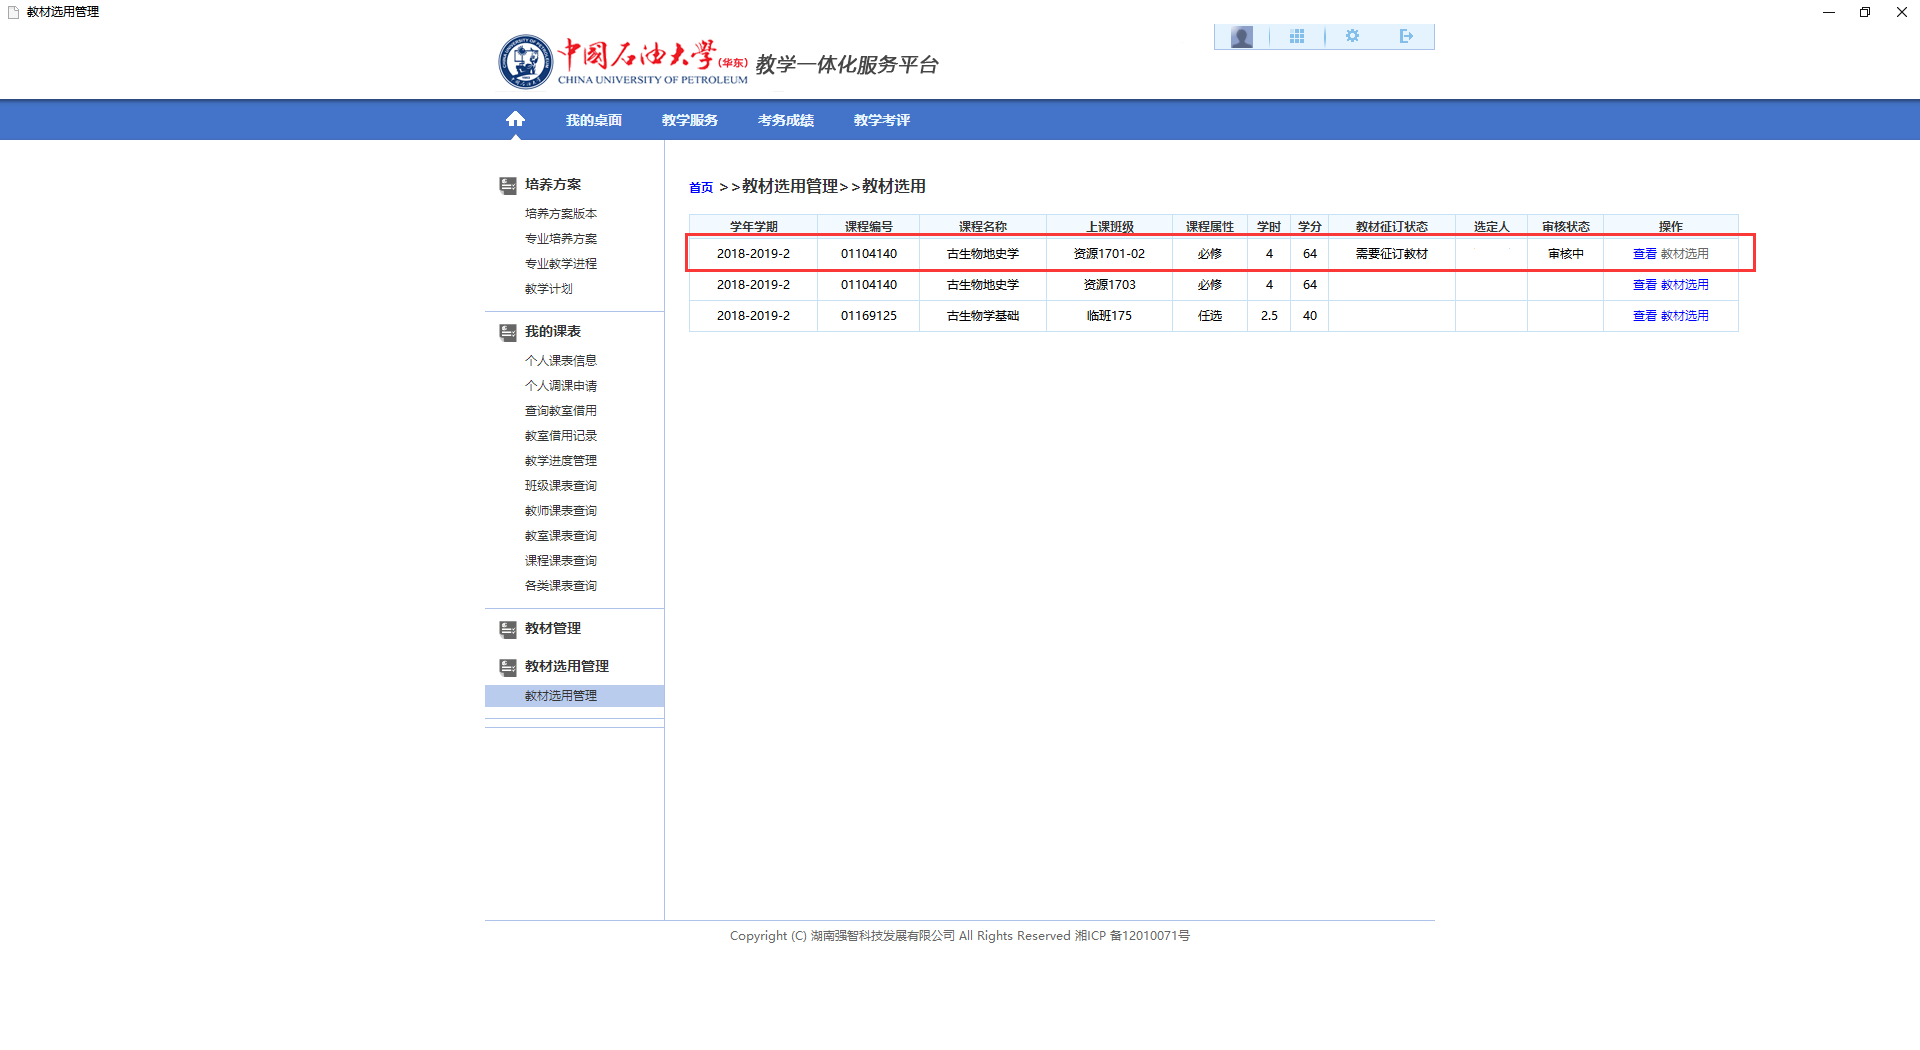 教材选用管理
中国石油大学(华东) 教学一体化服务平台
CHINA UNIVERSITY OF PETROLEUM
我的桌面 教学服务 考务成绩 教学考评
培养方案
培养方案版本
专业培养方案
专业教学进程
教学计划
我的课表
个人课表信息
个人调课申请
查询教室借用
教室借用记录
教学进度管理
班级课表查询
教师课表查询
教室课表查询
课程课表查询
各类课表查询
教材管理
教材选用管理
教材选用管理
首页 >>教材选用管理>>教材选用
学年学期 课程编号 课程名称 上课班级 课程属性 学时 学分 教材征订状态 选定人 审核状态 操作
2018-2019-2 01104140 古生物地史学 资源1701-02 必修 4 64 需要征订教材 审核中 查看 教材选用
2018-2019-2 01104140 古生物地史学 资源1703 必修 4 64 查看 教材选用
2018-2019-2 01169125 古生物学基础 临班175 任选 2.5 40 查看 教材选用
Copyright (C) 湖南强智科技发展有限公司 All Rights Reserved 湘ICP 备12010071号